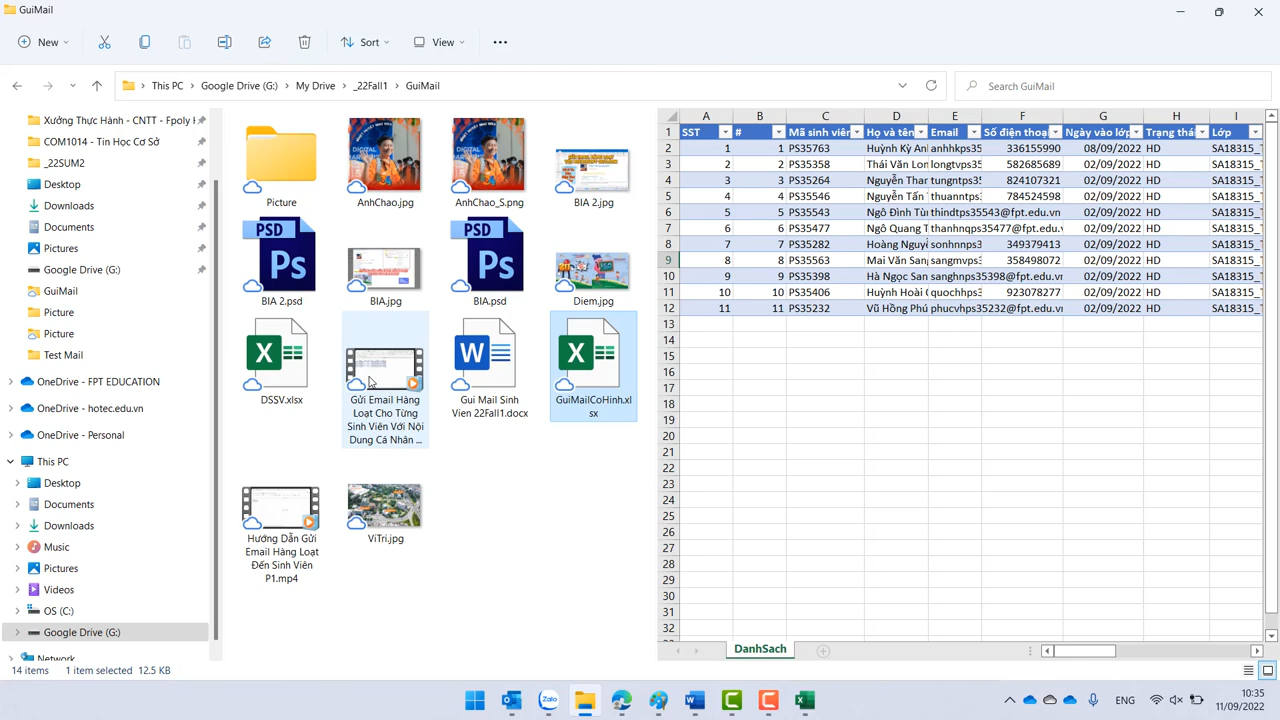 GuiMail
New
Sort
View
This PC
Google Drive (G:)
My Drive
_22Fall1
GuiMail
Search GuiMail
Xưởng Thực Hành - CNTT - Fpoly H
COM1014 - Tin Học Cơ Sở
_22SUM2
Desktop
Downloads
Documents
Pictures
Google Drive (G:)
GuiMail
Picture
Picture
Test Mail
OneDrive - FPT EDUCATION
OneDrive - hotec.edu.vn
OneDrive - Personal
This PC
Desktop
Documents
Downloads
Music
Pictures
Videos
OS (C:)
Google Drive (G:)
Network
Picture
AnhChao.jpg
AnhChao_S.png
BIA 2.jpg
PSD
Ps
PSD
Ps
BIA 2.psd
BIA.jpg
BIA.psd
Diem.jpg
DSSV.xlsx
Gửi Email Hàng
Loạt Cho Từng
Sinh Viên Với Nội
Dung Cá Nhân ...
Gui Mail Sinh
Vien 22Fall1.docx
GuiMailCoHinh.xl
sx
Hướng Dẫn Gửi
Email Hàng Loạt
Đến Sinh Viên
P1.mp4
ViTri.jpg
A B C D E F G H I
1 SST # Mã sinh viên Họ và tên Email Số điện thoại Ngày vào lớp Trạng thá Lớp
2 1 1 PS35763 Huỳnh Kỳ An anhhkps3 336155990 08/09/2022 HD SA18315_
3 2 2 PS35358 Thái Văn Lon longtvps3 824105689 02/09/2022 HD SA18315_
4 3 3 PS35264 Nguyễn Thar tungntps3 824107321 02/09/2022 HD SA18315_
5 4 4 PS35546 Nguyễn Tấn thuanntps 784524598 02/09/2022 HD SA18315_
6 5 5 PS35543 Ngô Đình Tù thindtps35543@fpt.edu.vn 02/09/2022 HD SA18315_
7 6 6 PS35477 Ngô Quang T thanhnqps35477@fpt.edu.vn 02/09/2022 HD SA18315_
8 7 7 PS35282 Hoàng Nguyê sonhnnps3 349379413 02/09/2022 HD SA18315_
9 8 8 PS35563 Mai Văn Sang sangmvps3 358498072 02/09/2022 HD SA18315_
10 9 9 PS35398 Hà Ngọc San sanghnps35398@fpt.edu.vn 02/09/2022 HD SA18315_
11 10 10 PS35406 Huỳnh Hoài quochhps3 923078277 02/09/2022 HD SA18315_
12 11 11 PS35232 Vũ Hồng Phú phucvhps35232@fpt.edu.vn 02/09/2022 HD SA18315_
13
14
15
16
17
18
19
20
21
22
23
24
25
26
27
28
29
30
31
32
DanhSach
14 items 1 item selected 12.5 KB
Zalo
ENG
10:35
11/09/2022